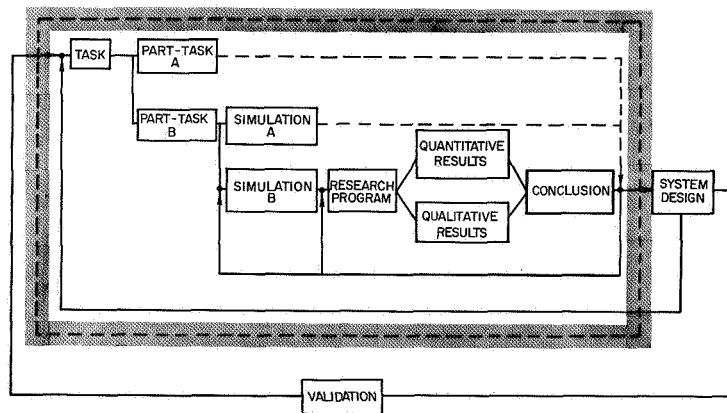 TASK
PART-TASK
A
PART-TASK
B
SIMULATION
A
SIMULATION
B
RESEARCH
PROGRAM
QUANTITATIVE
RESULTS
QUALITATIVE
RESULTS
CONCLUSION
SYSTEM
DESIGN
VALIDATION